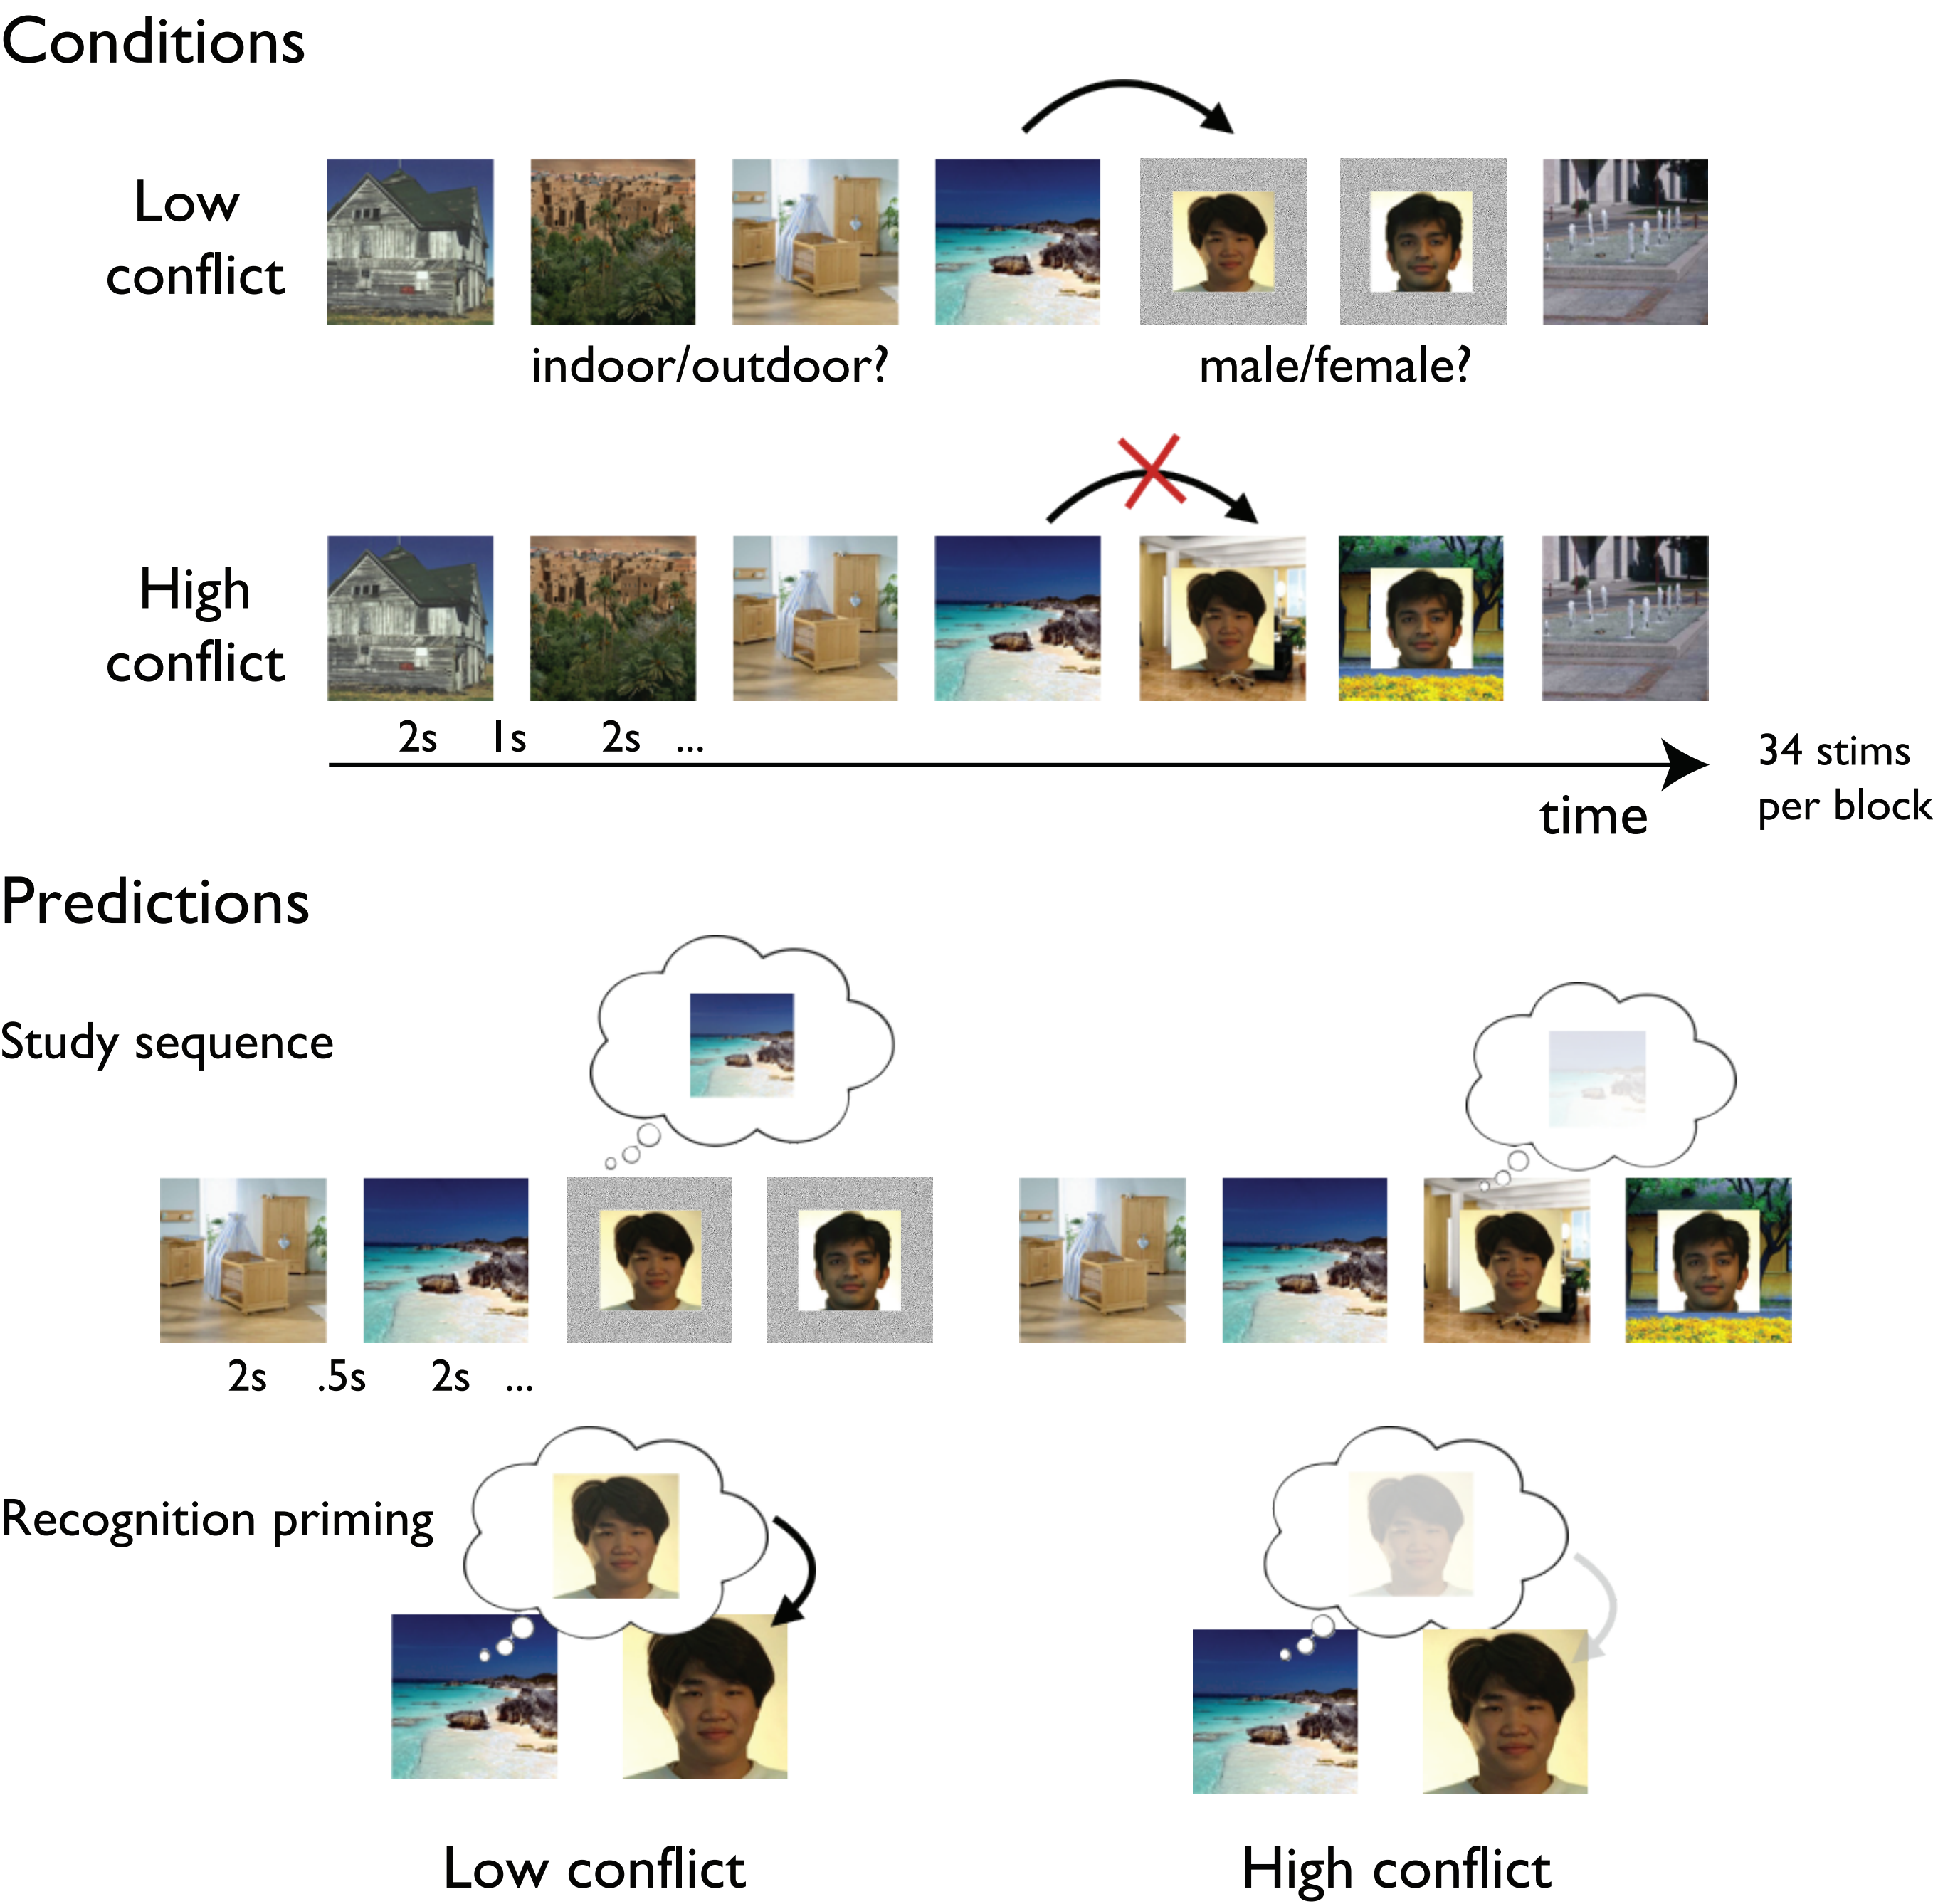 Conditions
Low
conflict
indoor/outdoor?
male/female?
High
conflict
2s 1s 2s ...
34 stims
per block
time
Predictions
Study sequence
2s .5s 2s ...
Recognition priming
Low conflict
High conflict